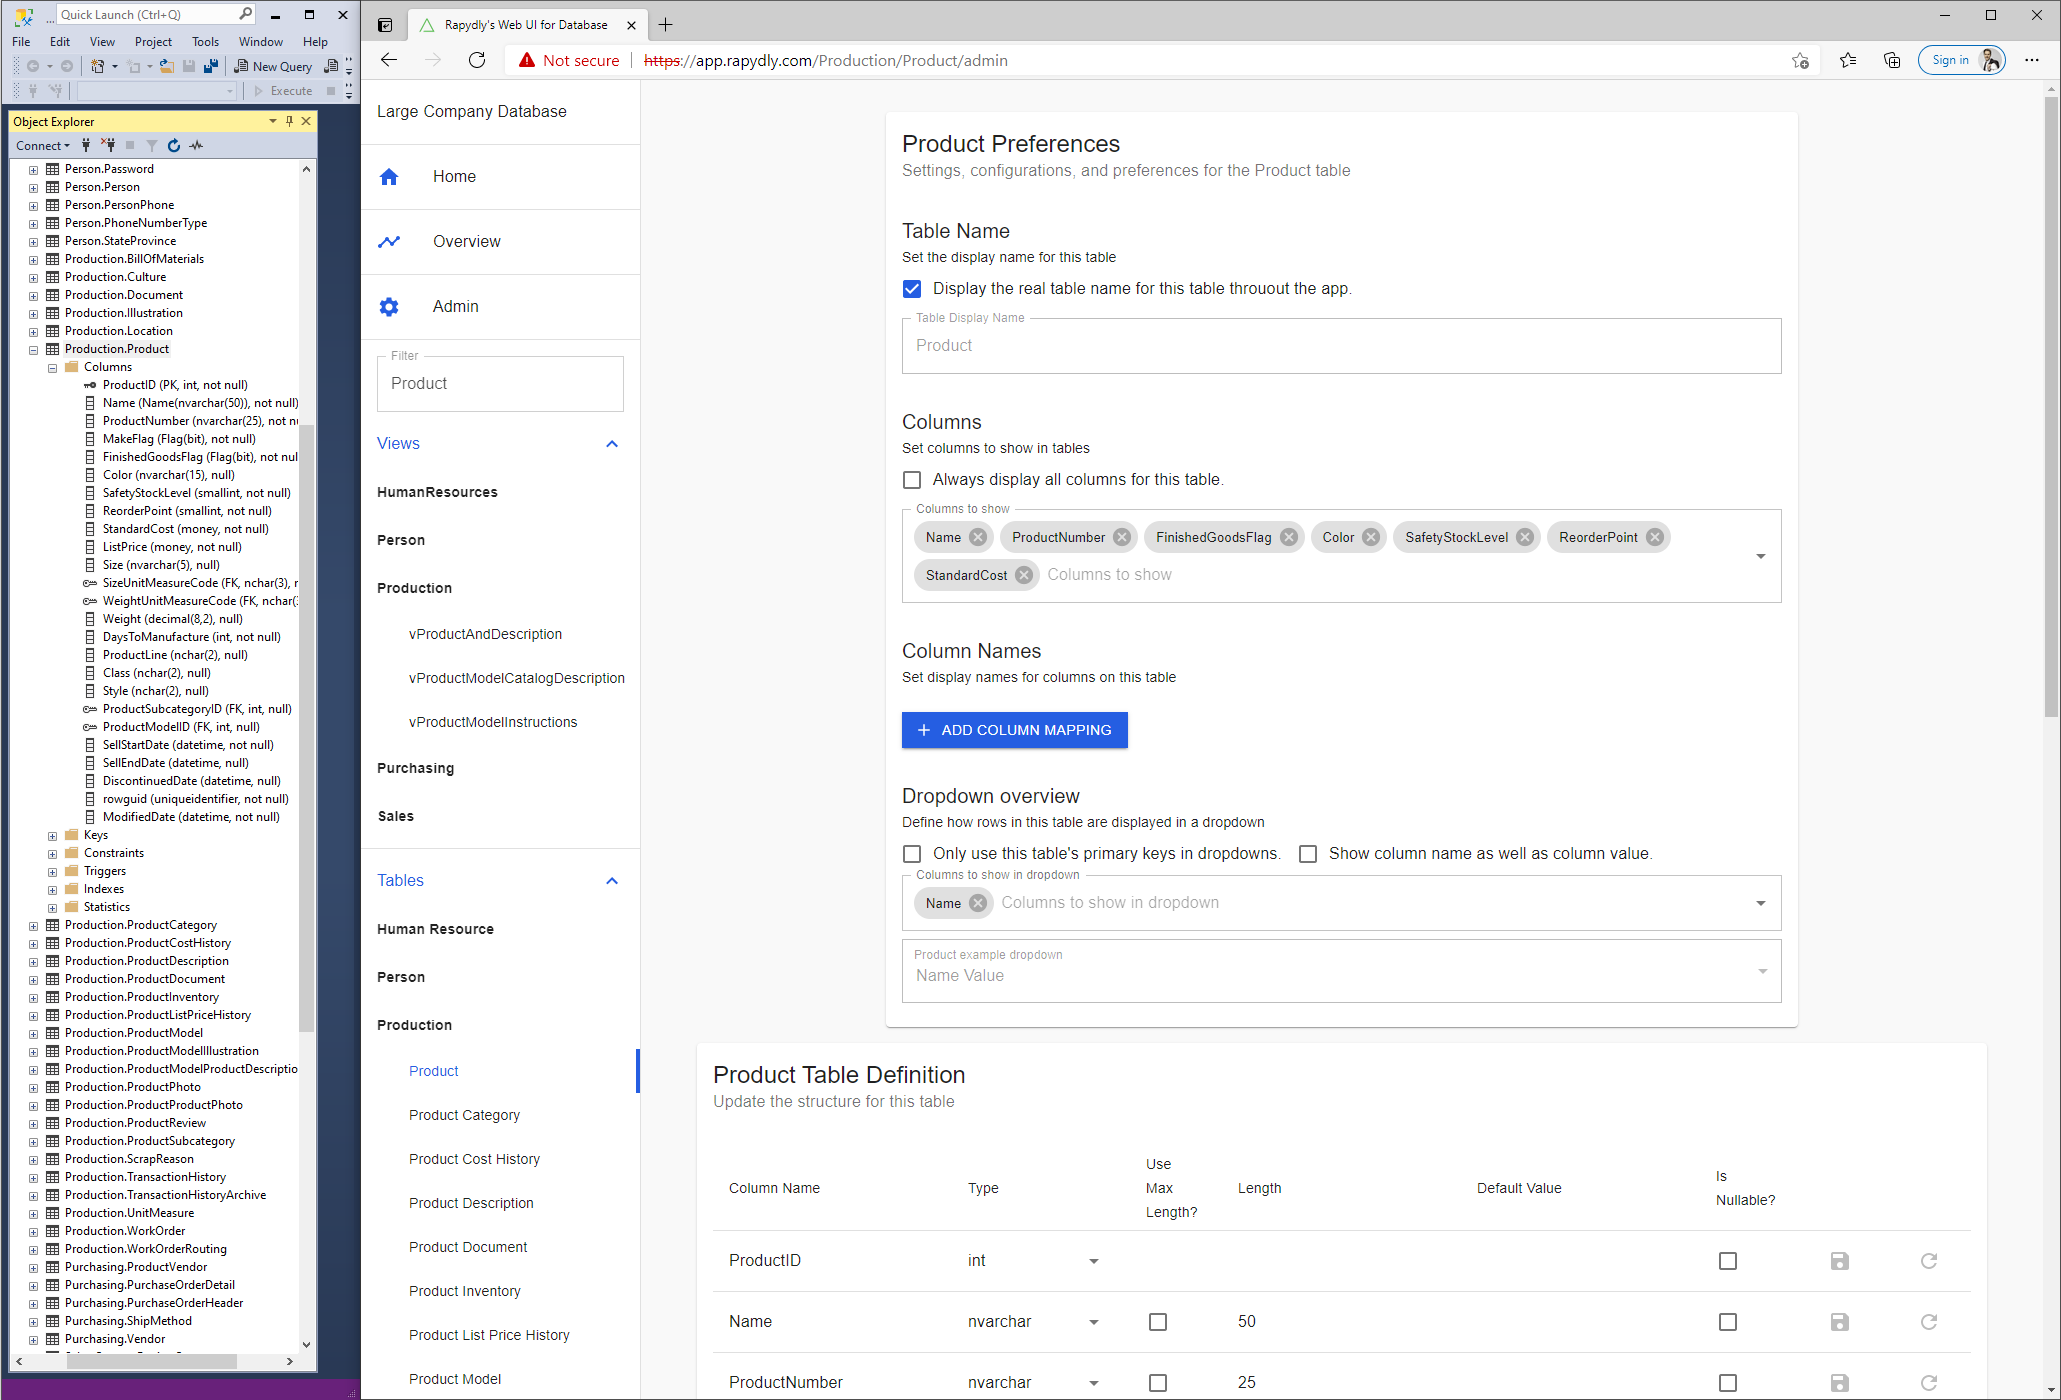 Quick Launch (Ctrl+Q)
File Edit View Project Tools Window Help
New Query
Execute
Object Explorer
Connect
Person.Password
Person.Person
Person.PersonPhone
Person.PhoneNumberType
Person.StateProvince
Production.BillOfMaterials
Production.Culture
Production.Document
Production.Illustration
Production.Location
Production.Product
Columns
ProductID (PK, int, not null)
Name (Name(nvarchar(50)), not null)
ProductNumber (nvarchar(25), not nu
MakeFlag (Flag(bit), not null)
FinishedGoodsFlag (Flag(bit), not nul
Color (nvarchar(15), null)
SafetyStockLevel (smallint, not null)
ReorderPoint (smallint, not null)
StandardCost (money, not null)
ListPrice (money, not null)
Size (nvarchar(5), null)
SizeUnitMeasureCode (FK, nchar(3), r
WeightUnitMeasureCode (FK, nchar(3
Weight (decimal(8,2), null)
DaysToManufacture (int, not null)
ProductLine (nchar(2), null)
Class (nchar(2), null)
Style (nchar(2), null)
ProductSubcategoryID (FK, int, null)
ProductModelID (FK, int, null)
SellStartDate (datetime, not null)
SellEndDate (datetime, null)
DiscontinuedDate (datetime, null)
rowguid (uniqueidentifier, not null)
ModifiedDate (datetime, not null)
Keys
Constraints
Triggers
Indexes
Statistics
Production.ProductCategory
Production.ProductCostHistory
Production.ProductDescription
Production.ProductDocument
Production.ProductInventory
Production.ProductListPriceHistory
Production.ProductModel
Production.ProductModelIllustration
Production.ProductModelProductDescriptio
Production.ProductPhoto
Production.ProductProductPhoto
Production.ProductReview
Production.ProductSubcategory
Production.ScrapReason
Production.TransactionHistory
Production.TransactionHistoryArchive
Production.UnitMeasure
Production.WorkOrder
Production.WorkOrderRouting
Purchasing.ProductVendor
Purchasing.PurchaseOrderDetail
Purchasing.PurchaseOrderHeader
Purchasing.ShipMethod
Purchasing.Vendor
Rapydly's Web UI for Database
Not secure https://app.rapydly.com/Production/Product/admin
Sign in
Large Company Database
Home
Overview
Admin
Filter
Product
Views
HumanResources
Person
Production
vProductAndDescription
vProductModelCatalogDescription
vProductModelInstructions
Purchasing
Sales
Tables
Human Resource
Person
Production
Product
Product Category
Product Cost History
Product Description
Product Document
Product Inventory
Product List Price History
Product Model
Product Preferences
Settings, configurations, and preferences for the Product table
Table Name
Set the display name for this table
Display the real table name for this table throuout the app.
Table Display Name
Product
Columns
Set columns to show in tables
Always display all columns for this table.
Columns to show
Name ProductNumber FinishedGoodsFlag Color SafetyStockLevel ReorderPoint
StandardCost Columns to show
Column Names
Set display names for columns on this table
ADD COLUMN MAPPING
Dropdown overview
Define how rows in this table are displayed in a dropdown
Only use this table's primary keys in dropdowns. Show column name as well as column value.
Columns to show in dropdown
Name Columns to show in dropdown
Product example dropdown
Name Value
Product Table Definition
Update the structure for this table
Column Name Type Use Max Length? Length Default Value Is Nullable?
ProductID int
Name nvarchar 50
ProductNumber nvarchar 25